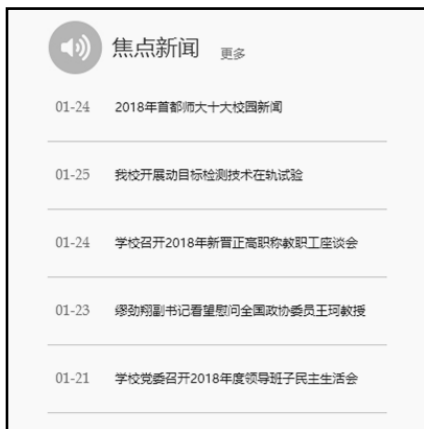 焦点新闻 更多
01-24 2018年首都师大十大校园新闻
01-25 我校开展动目标检测技术在轨试验
01-24 学校召开2018年新晋正高职称教职工座谈会
01-23 缪劲翔副书记看望慰问全国政协委员王珂教授
01-21 学校党委召开2018年度领导班子民主生活会